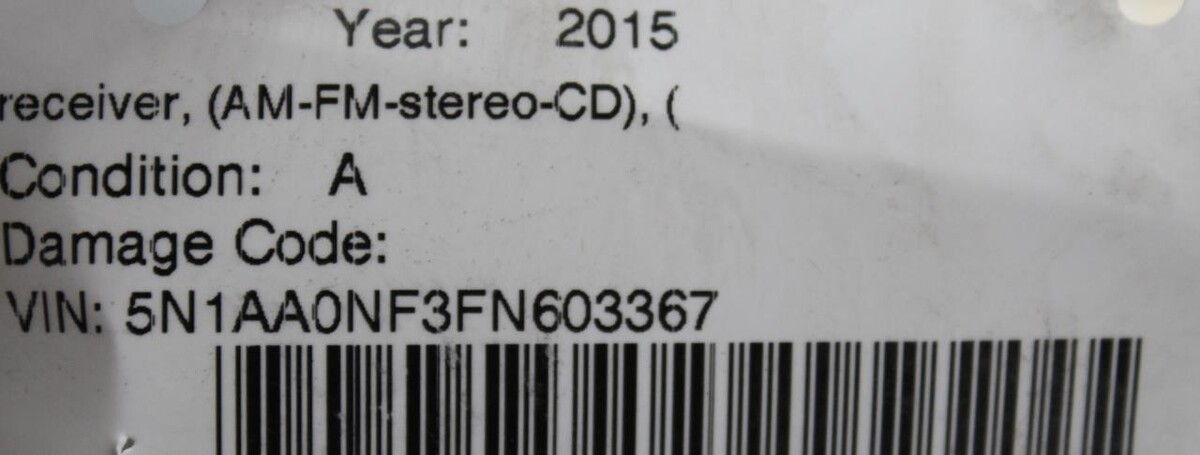 Year: 2015
receiver, (AM-FM-stereo-CD), (
Condition: A
Damage Code:
VIN: 5N1AA0NF3FN603367